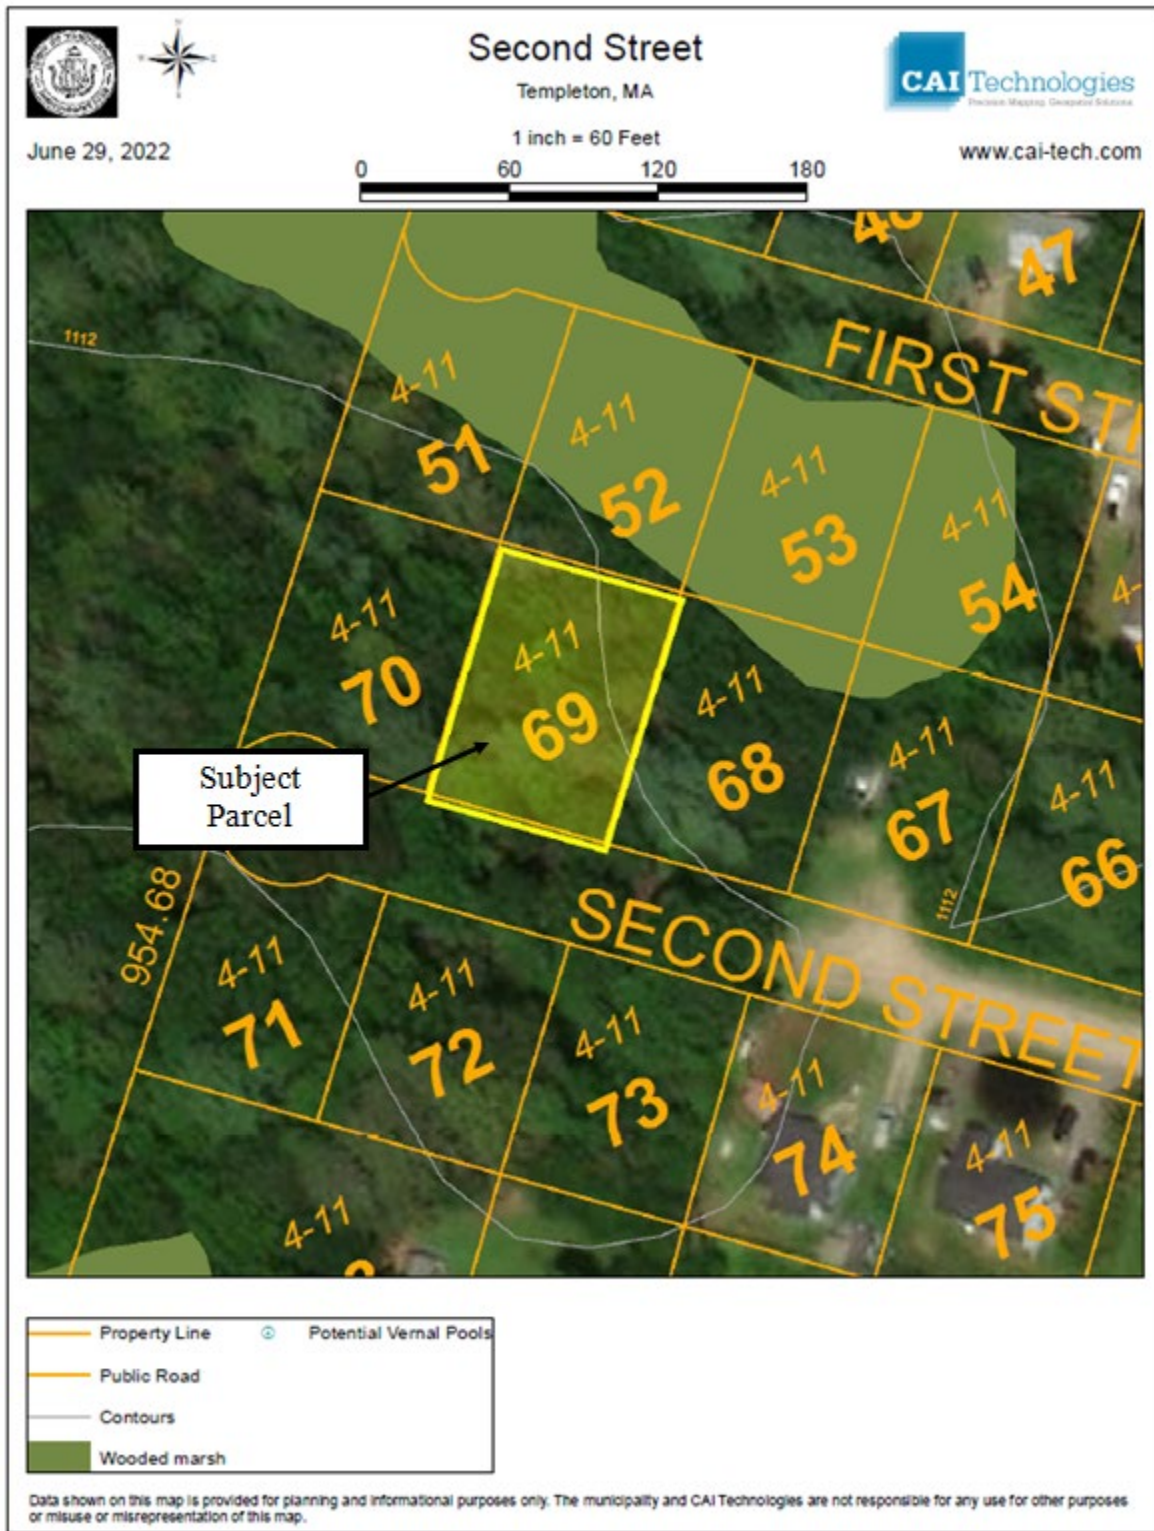 Second Street
Templeton, MA
CAI Technologies
Precision Mapping. Geospatial Solutions.
June 29, 2022
1 inch = 60 Feet
www.cai-tech.com
0 60 120 180
47
FIRST
1112
4-11
51
4-11
52
4-11
53
4-11
54
4-11
70
4-11
69
4-11
68
4-11
67
4-11
66
Subject
Parcel
1112
954.68
SECOND STREET
4-11
71
4-11
72
4-11
73
4-11
74
4-11
75
4-11
Property Line
Potential Vernal Pools
Public Road
Contours
Wooded marsh
Data shown on this map is provided for planning and informational purposes only. The municipality and CAI Technologies are not responsible for any use for other purposes
or misuse or misrepresentation of this map.